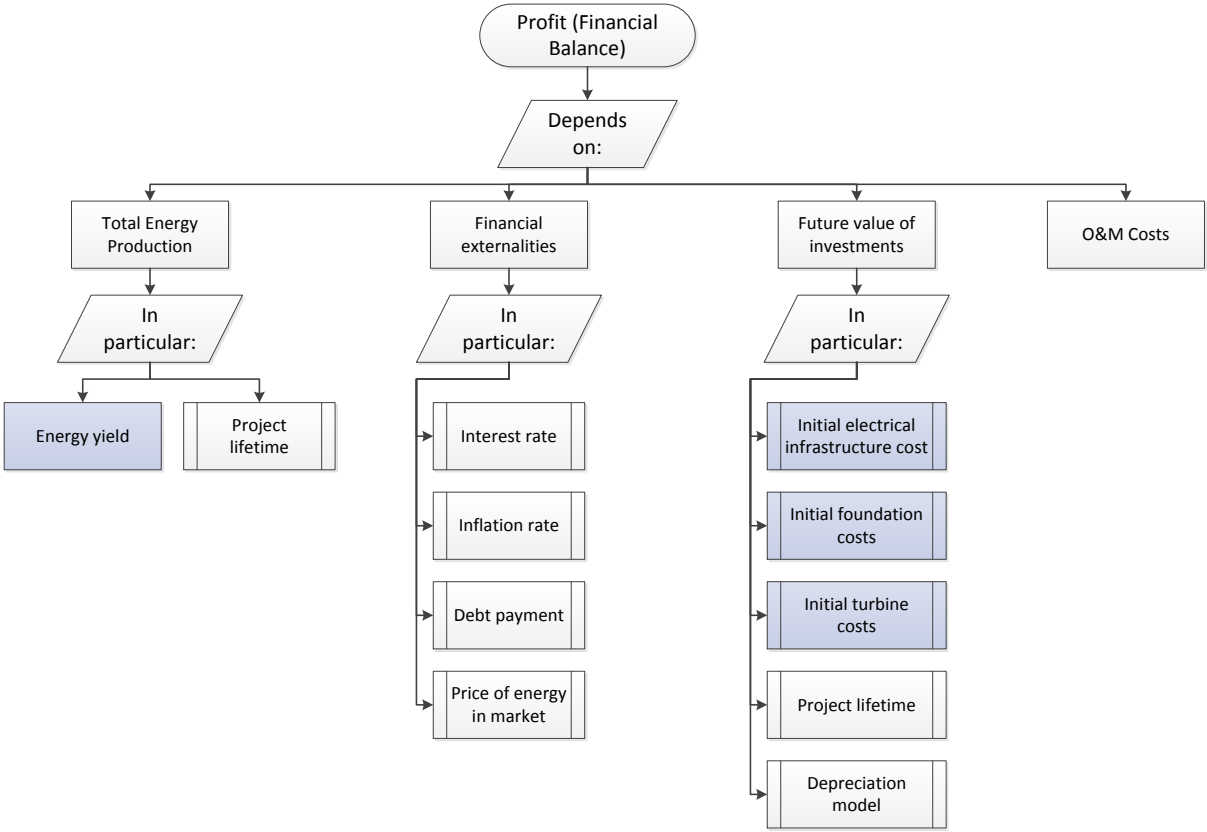 Profit (Financial
Balance)
Depends
on:
Total Energy
Production
Financial
externalities
Future value of
investments
O&M Costs
In
particular:
In
particular:
In
particular:
Energy yield
Project
lifetime
Interest rate
Inflation rate
Debt payment
Price of energy
in market
Initial electrical
infrastructure cost
Initial foundation
costs
Initial turbine
costs
Project lifetime
Depreciation
model